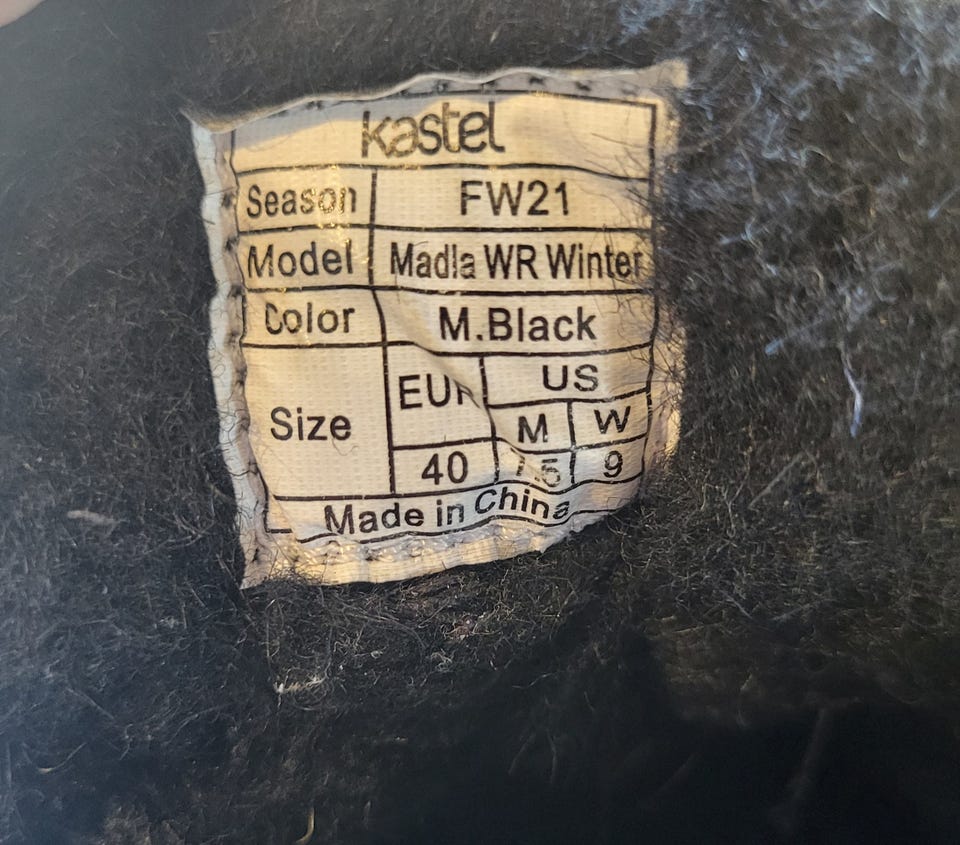 kastel
Season FW21
Model Madla WR Winter
Color M.Black
Size EUR US
M W
40 7.5 9
Made in China